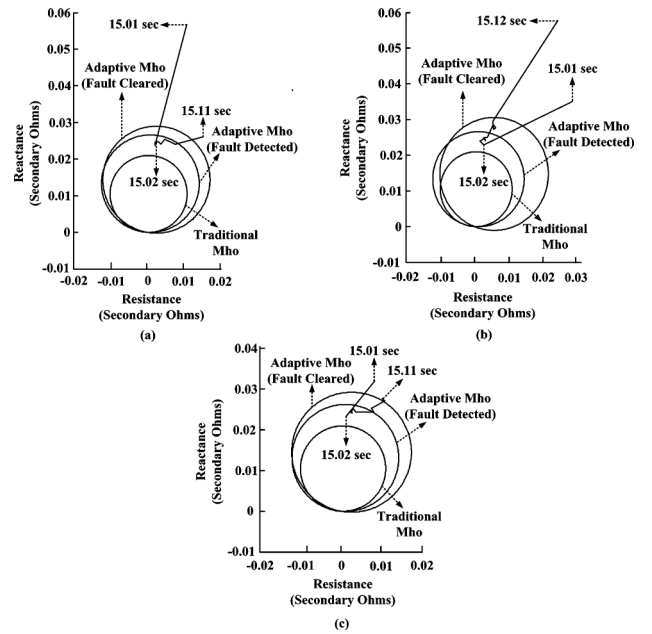 0.06
0.05
0.04
0.03
0.02
0.01
0
-0.01
-0.02 -0.01 0 0.01 0.02
Reactance
(Secondary Ohms)
Resistance
(Secondary Ohms)
15.01 sec
Adaptive Mho
(Fault Cleared)
15.11 sec
Adaptive Mho
(Fault Detected)
15.02 sec
Traditional
Mho
(a)
0.06
0.05
0.04
0.03
0.02
0.01
0
-0.01
-0.02 -0.01 0 0.01 0.02 0.03
Reactance
(Secondary Ohms)
Resistance
(Secondary Ohms)
15.12 sec
Adaptive Mho
(Fault Cleared)
15.01 sec
Adaptive Mho
(Fault Detected)
15.02 sec
Traditional
Mho
(b)
0.04
0.03
0.02
0.01
0
-0.01
-0.02 -0.01 0 0.01 0.02
Reactance
(Secondary Ohms)
Resistance
(Secondary Ohms)
15.01 sec
Adaptive Mho
(Fault Cleared)
15.11 sec
Adaptive Mho
(Fault Detected)
15.02 sec
Traditional
Mho
(c)